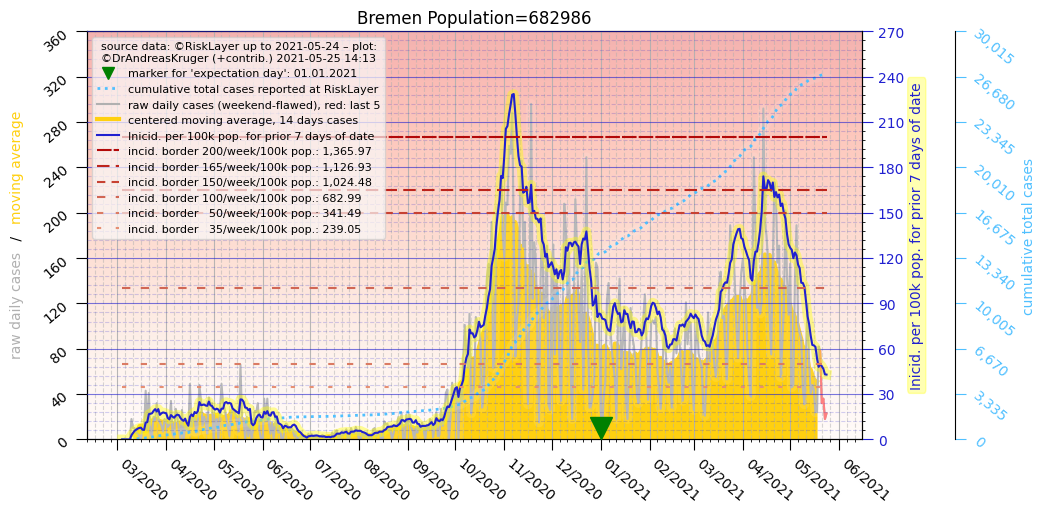 Bremen Population=682986
source data: ©RiskLayer up to 2021-05-24 – plot:
©DrAndreasKruger (+contrib.) 2021-05-25 14:13
marker for 'expectation day': 01.01.2021
cumulative total cases reported at RiskLayer
raw daily cases (weekend-flawed), red: last 5
centered moving average, 14 days cases
Inicid. per 100k pop. for prior 7 days of date
incid. border 200/week/100k pop.: 1,365.97
incid. border 165/week/100k pop.: 1,126.93
incid. border 150/week/100k pop.: 1,024.48
incid. border 100/week/100k pop.: 682.99
incid. border   50/week/100k pop.: 341.49
incid. border   35/week/100k pop.: 239.05
raw daily cases  /  moving average
360
320
280
240
200
160
120
80
40
0
03/2020
04/2020
05/2020
06/2020
07/2020
08/2020
09/2020
10/2020
11/2020
12/2020
01/2021
02/2021
03/2021
04/2021
05/2021
06/2021
270
240
210
180
150
120
90
60
30
0
Inicid. per 100k pop. for prior 7 days of date
30,015
26,680
23,345
20,010
16,675
13,340
10,005
6,670
3,335
0
cumulative total cases